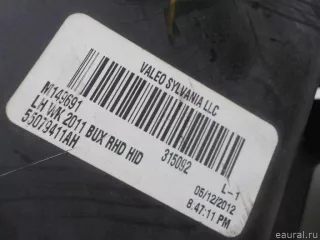 VALEO SYLVANIA LLC
M149691
315092
L-1
LH WK 2011 BUX RHD HID
55079411AH
05/12/2012
8:47:11 PM
eaural.ru